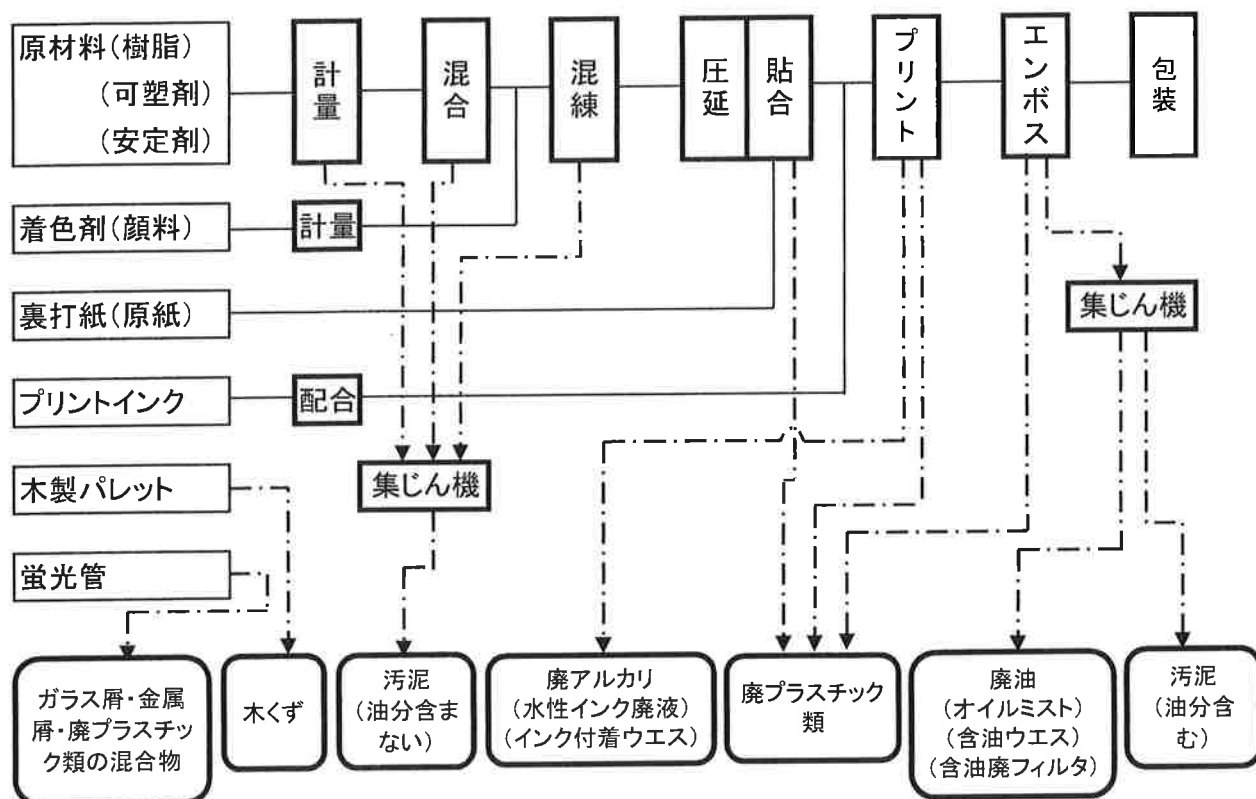 原材料(樹脂)
(可塑剤)
(安定剤)
計量
混合
混練
圧延
貼合
プリント
エンボス
包装
着色剤(顔料)
計量
裏打紙(原紙)
集じん機
プリントインク
配合
木製パレット
集じん機
蛍光管
ガラス屑・金属
屑・廃プラスチッ
ク類の混合物
木くず
汚泥
(油分含ま
ない)
廃アルカリ
(水性インク廃液)
(インク付着ウエス)
廃プラスチック
類
廃油
(オイルミスト)
(含油ウエス)
(含油廃フィルタ)
汚泥
(油分含
む)